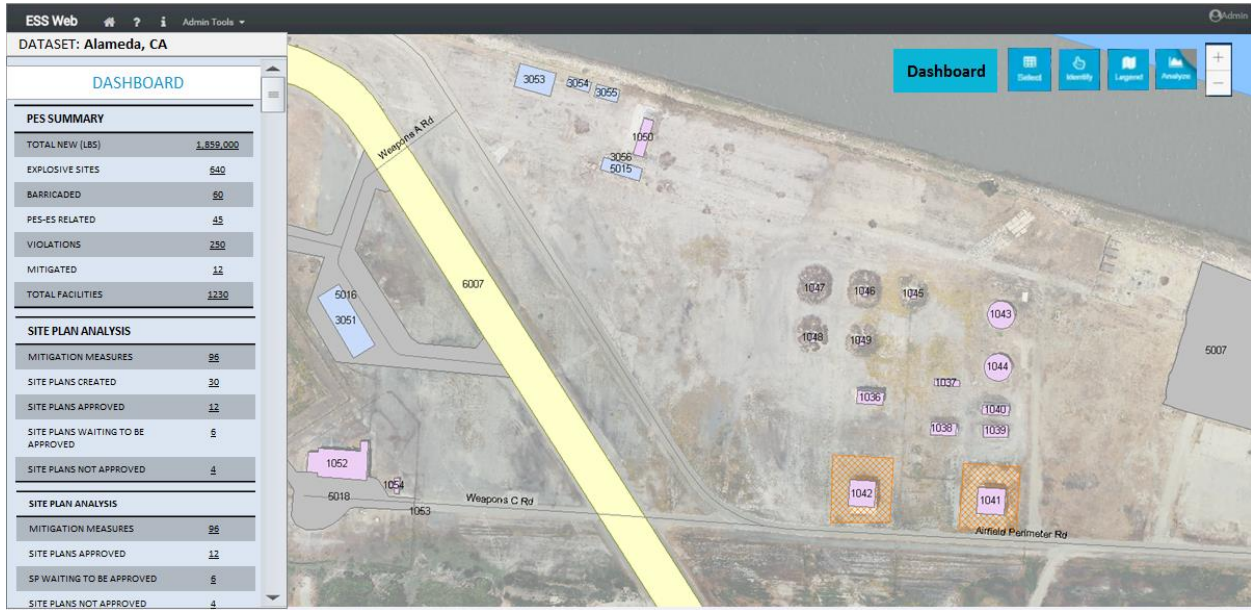 ESS Web ? i Admin Tools
Admin
DATASET: Alameda, CA
DASHBOARD
PES SUMMARY
TOTAL NEW (LBS) 1,859,000
EXPLOSIVE SITES 640
BARRICADED 60
PES-ES RELATED 45
VIOLATIONS 250
MITIGATED 12
TOTAL FACILITIES 1230
SITE PLAN ANALYSIS
MITIGATION MEASURES 96
SITE PLANS CREATED 30
SITE PLANS APPROVED 12
SITE PLANS WAITING TO BE 6
APPROVED
SITE PLANS NOT APPROVED 4
SITE PLAN ANALYSIS
MITIGATION MEASURES 96
SITE PLANS APPROVED 12
SP WAITING TO BE APPROVED 6
SITE PLANS NOT APPROVED 4
Dashboard
Select
Identify
Legend
Analyze
+
−
3053
3054
3055
Weapons A Rd
1050
3056
5015
6007
5016
3051
1047
1046
1045
1043
1048
1049
5007
1044
1037
1036
1040
1038
1039
1052
1054
5018
1053
Weapons C Rd
1042
1041
Airfield Perimeter Rd